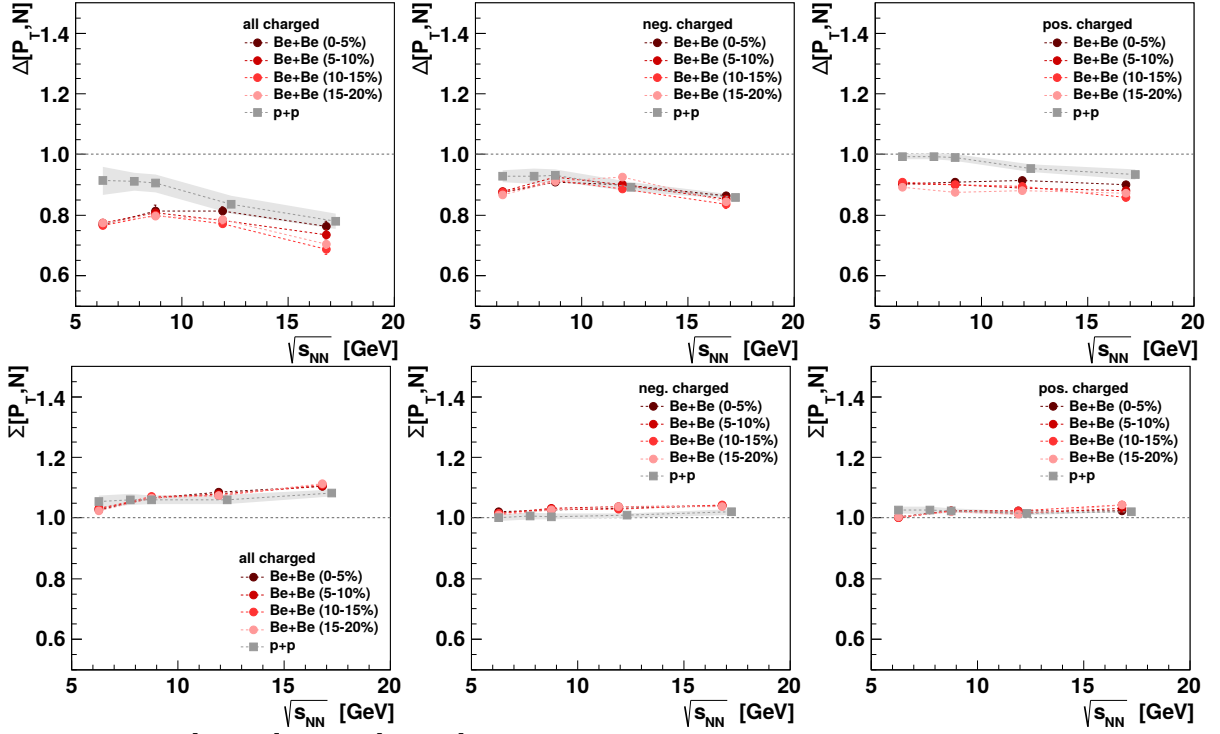 all charged
Be+Be (0-5%)
Be+Be (5-10%)
Be+Be (10-15%)
Be+Be (15-20%)
p+p
Δ[P_T,N]
1.4
1.2
1.0
0.8
0.6
5 10 15 20
√s_NN [GeV]
neg. charged
Be+Be (0-5%)
Be+Be (5-10%)
Be+Be (10-15%)
Be+Be (15-20%)
p+p
Δ[P_T,N]
1.4
1.2
1.0
0.8
0.6
5 10 15 20
√s_NN [GeV]
pos. charged
Be+Be (0-5%)
Be+Be (5-10%)
Be+Be (10-15%)
Be+Be (15-20%)
p+p
Δ[P_T,N]
1.4
1.2
1.0
0.8
0.6
5 10 15 20
√s_NN [GeV]
Σ[P_T,N]
1.4
1.2
1.0
0.8
0.6
all charged
Be+Be (0-5%)
Be+Be (5-10%)
Be+Be (10-15%)
Be+Be (15-20%)
p+p
5 10 15 20
√s_NN [GeV]
neg. charged
Be+Be (0-5%)
Be+Be (5-10%)
Be+Be (10-15%)
Be+Be (15-20%)
p+p
Σ[P_T,N]
1.4
1.2
1.0
0.8
0.6
5 10 15 20
√s_NN [GeV]
pos. charged
Be+Be (0-5%)
Be+Be (5-10%)
Be+Be (10-15%)
Be+Be (15-20%)
p+p
Σ[P_T,N]
1.4
1.2
1.0
0.8
0.6
5 10 15 20
√s_NN [GeV]